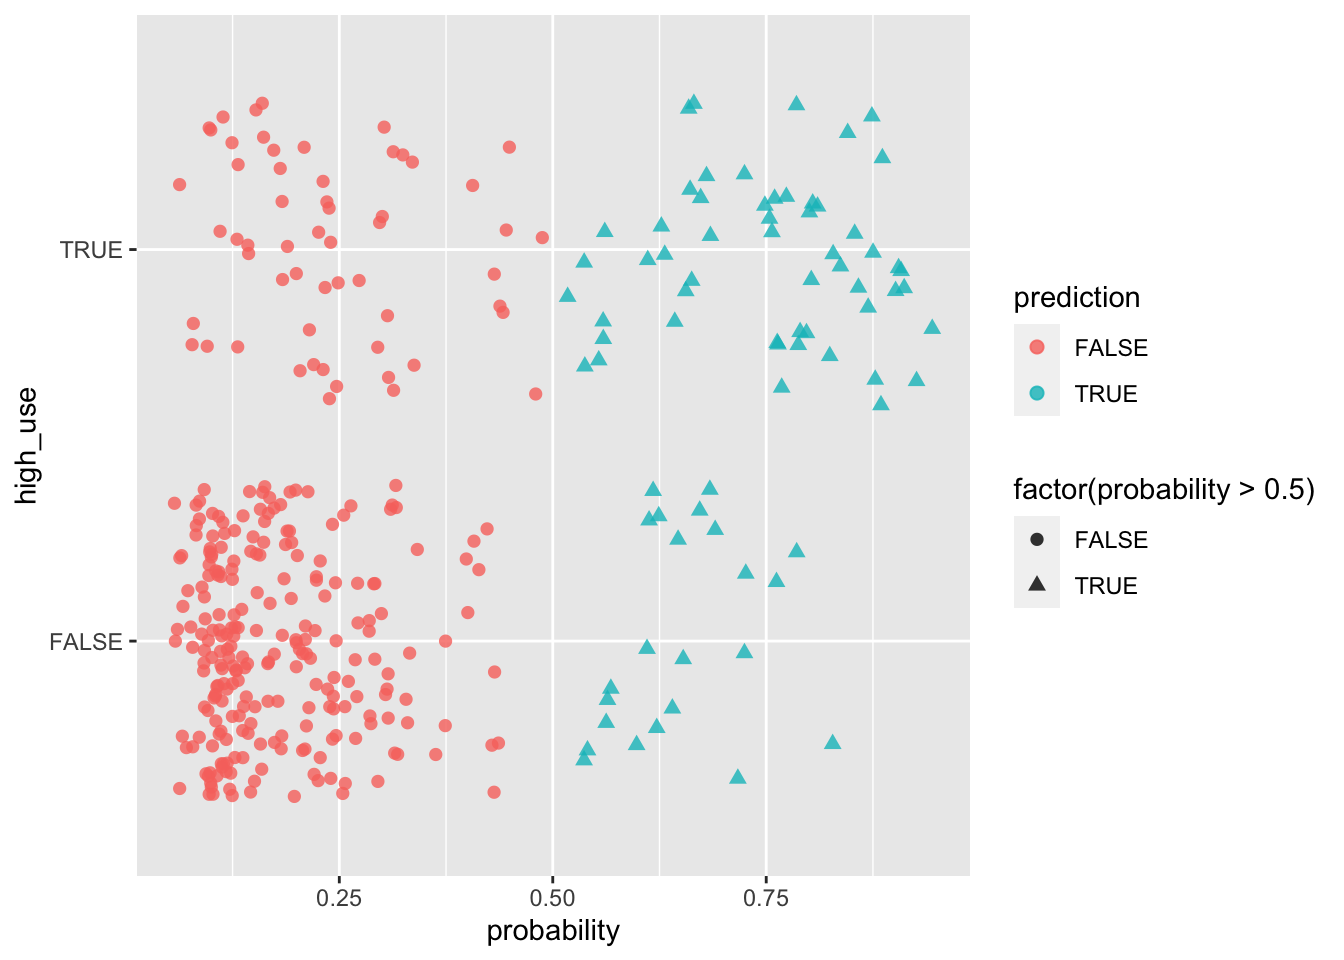 high_use
TRUE
FALSE
0.25
0.50
0.75
probability
prediction
FALSE
TRUE
factor(probability > 0.5)
FALSE
TRUE